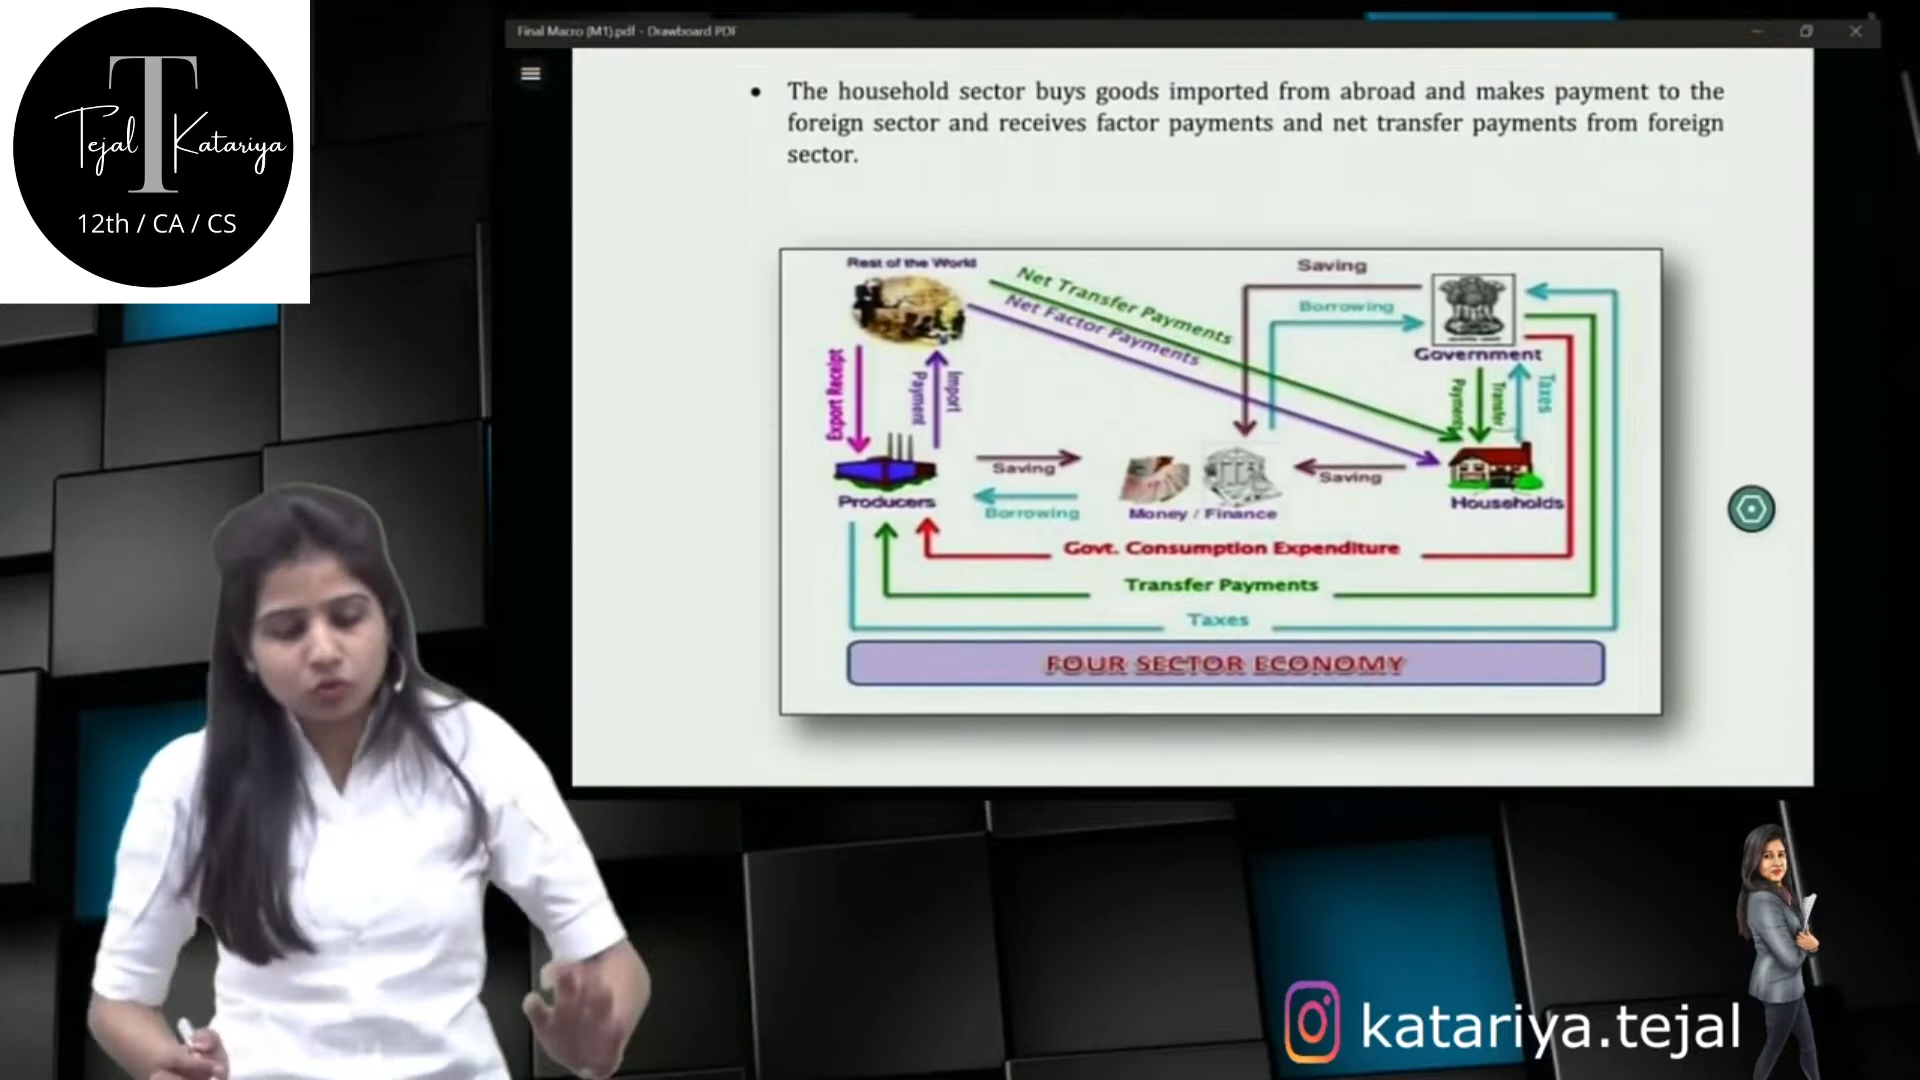 Tejal Katariya
T
12th / CA / CS
Final Macro (M1).pdf - Drawboard PDF
• The household sector buys goods imported from abroad and makes payment to the
foreign sector and receives factor payments and net transfer payments from foreign
sector.
Rest of the World
Net Transfer Payments
Net Factor Payments
Saving
Borrowing
Government
Export Receipt
Import
Payment
Transfer
Payments
Taxes
Saving
Borrowing
Saving
Producers
Money / Finance
Households
Govt. Consumption Expenditure
Transfer Payments
Taxes
FOUR SECTOR ECONOMY
katariya.tejal